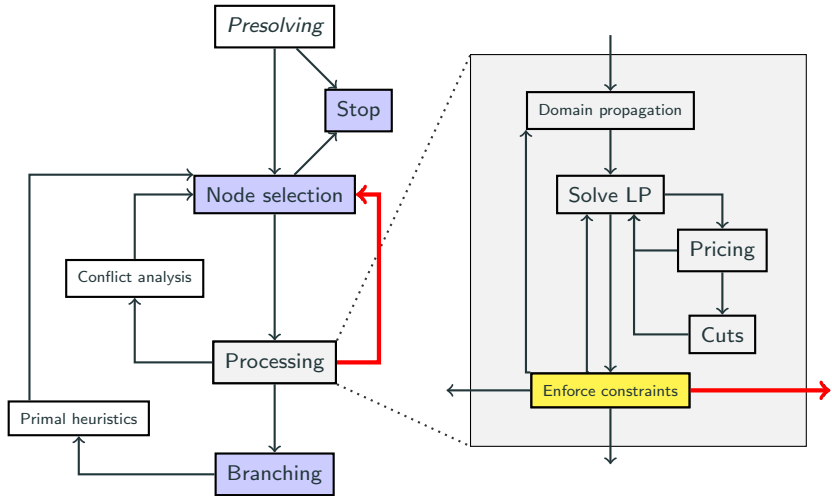 Presolving
Stop
Node selection
Conflict analysis
Processing
Primal heuristics
Branching
Domain propagation
Solve LP
Pricing
Cuts
Enforce constraints